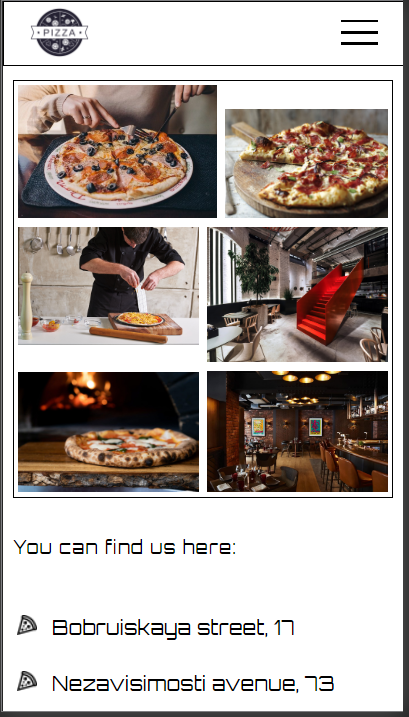 PIZZA
You can find us here:
Bobruiskaya street, 17
Nezavisimosti avenue, 73